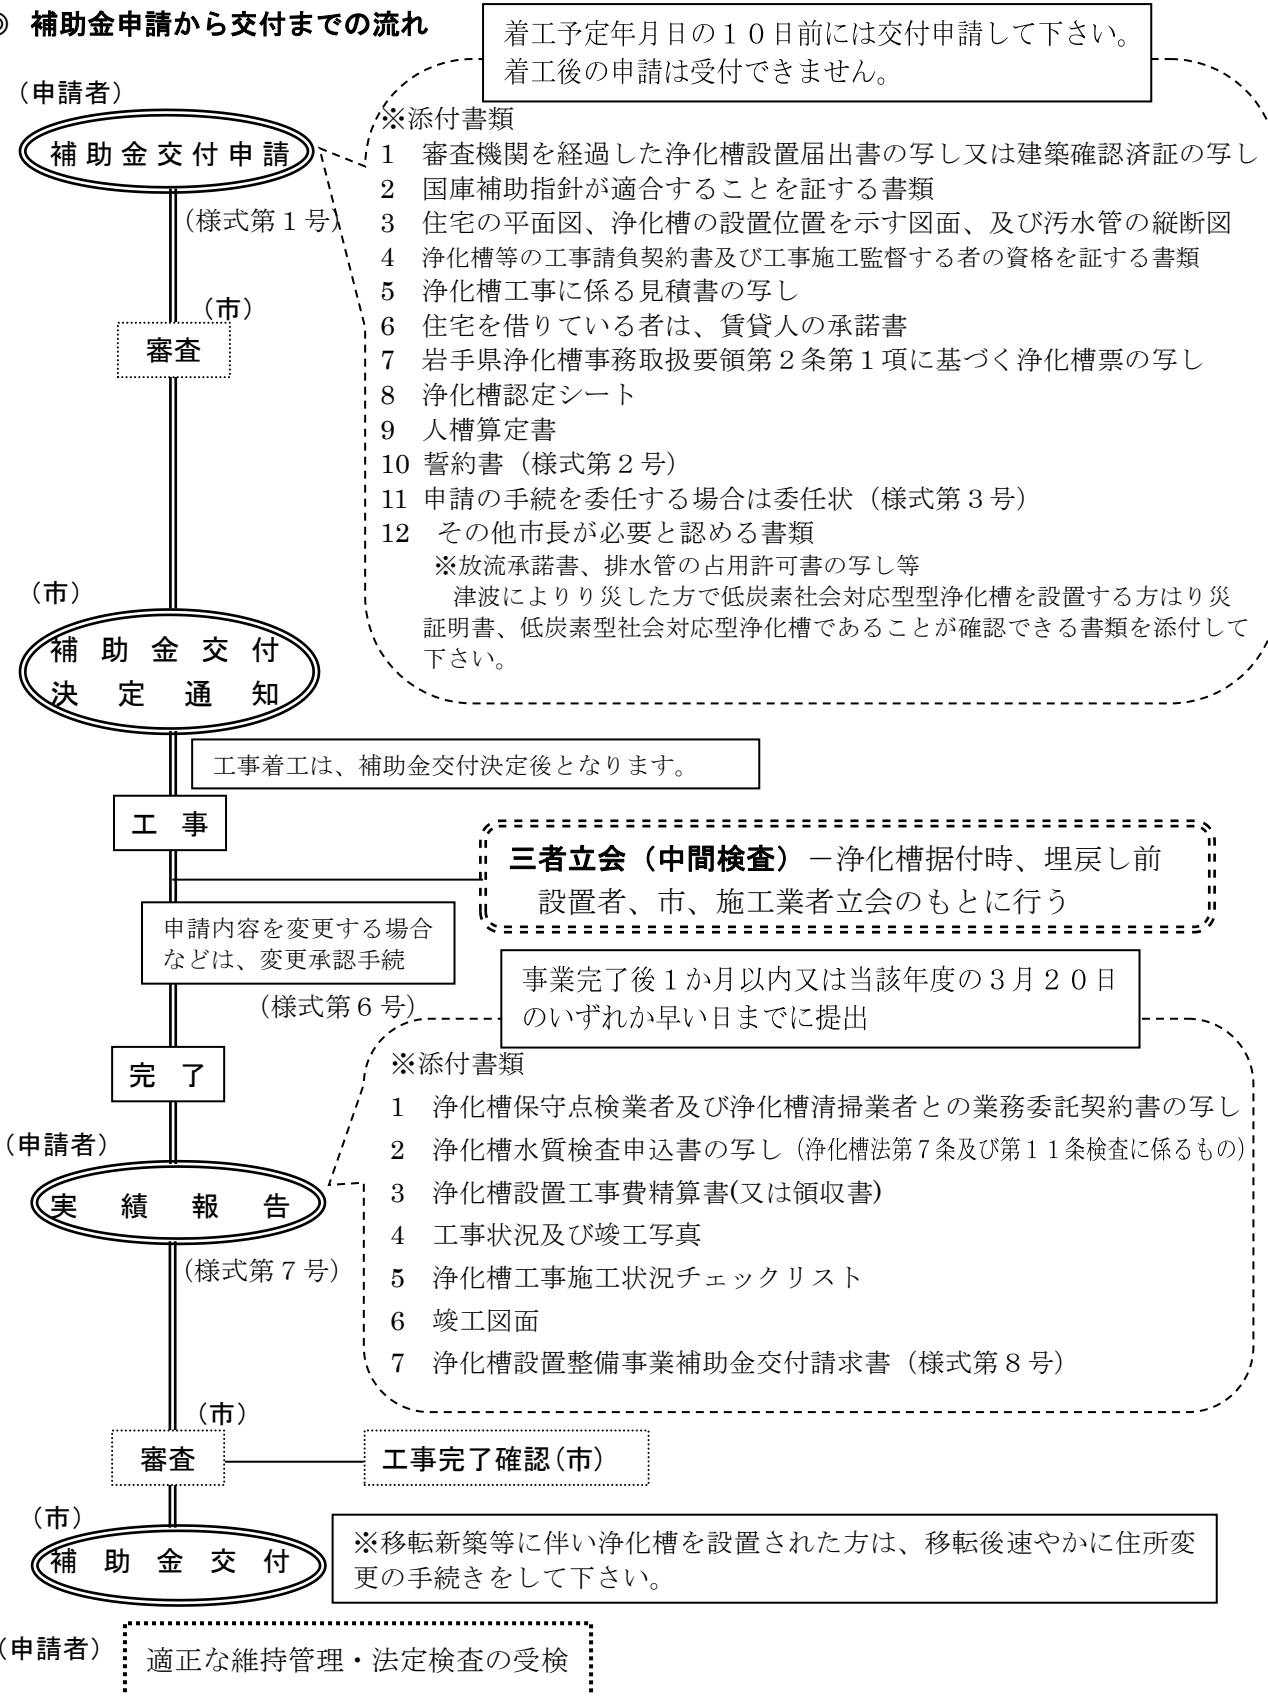 ◎ 補助金申請から交付までの流れ
着工予定年月日の１０日前には交付申請して下さい。
着工後の申請は受付できません。
（申請者）
補助金交付申請
（様式第１号）
※添付書類
1 審査機関を経過した浄化槽設置届出書の写し又は建築確認済証の写し
2 国庫補助指針が適合することを証する書類
3 住宅の平面図、浄化槽の設置位置を示す図面、及び汚水管の縦断図
4 浄化槽等の工事請負契約書及び工事施工監督する者の資格を証する書類
5 浄化槽工事に係る見積書の写し
6 住宅を借りている者は、賃貸人の承諾書
7 岩手県浄化槽事務取扱要領第２条第１項に基づく浄化槽票の写し
8 浄化槽認定シート
9 人槽算定書
10 誓約書（様式第２号）
11 申請の手続を委任する場合は委任状（様式第３号）
12 その他市長が必要と認める書類
※放流承諾書、排水管の占用許可書の写し等
津波によりり災した方で低炭素社会対応型型浄化槽を設置する方はり災
証明書、低炭素型社会対応型浄化槽であることが確認できる書類を添付して
下さい。
（市）
審査
（市）
補助金交付
決定通知
工事着工は、補助金交付決定後となります。
工 事
三者立会（中間検査）－浄化槽据付時、埋戻し前
設置者、市、施工業者立会のもとに行う
申請内容を変更する場合
などは、変更承認手続
（様式第６号）
事業完了後１か月以内又は当該年度の３月２０日
のいずれか早い日までに提出
完 了
（申請者）
実績報告
（様式第７号）
※添付書類
1 浄化槽保守点検業者及び浄化槽清掃業者との業務委託契約書の写し
2 浄化槽水質検査申込書の写し（浄化槽法第７条及び第１１条検査に係るもの）
3 浄化槽設置工事費精算書(又は領収書)
4 工事状況及び竣工写真
5 浄化槽工事施工状況チェックリスト
6 竣工図面
7 浄化槽設置整備事業補助金交付請求書（様式第８号）
（市）
審査
工事完了確認（市）
（市）
補助金交付
※移転新築等に伴い浄化槽を設置された方は、移転後速やかに住所変
更の手続きをして下さい。
（申請者）
適正な維持管理・法定検査の受検